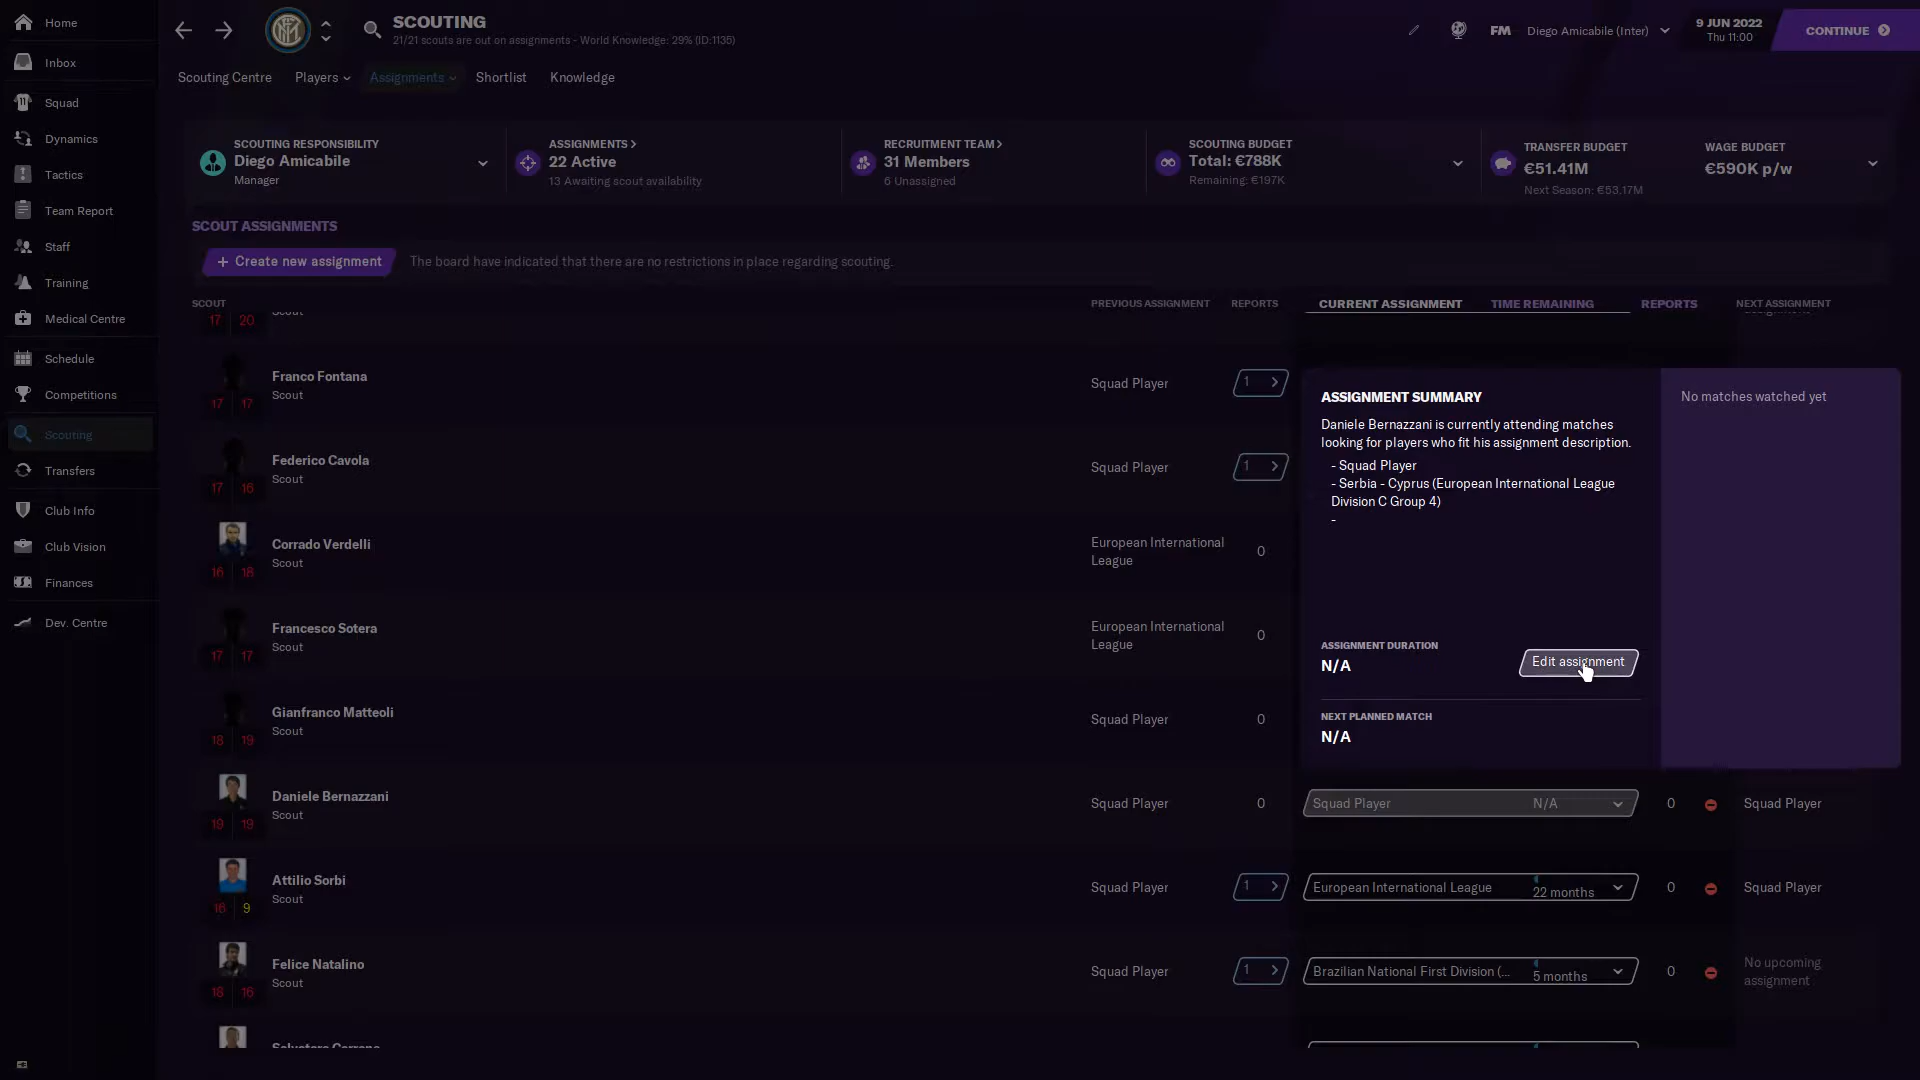 Home
Inbox
Squad
Dynamics
Tactics
Team Report
Staff
Training
Medical Centre
Schedule
Competitions
Scouting
Transfers
Club Info
Club Vision
Finances
Dev. Centre
SCOUTING
21/21 scouts are out on assignments - World Knowledge: 29% (ID:1135)
FM
Diego Amicabile (Inter)
9 JUN 2022
Thu 11:00
CONTINUE
Scouting Centre Players Assignments Shortlist Knowledge
SCOUTING RESPONSIBILITY
Diego Amicabile
Manager
ASSIGNMENTS >
22 Active
13 Awaiting scout availability
RECRUITMENT TEAM >
31 Members
6 Unassigned
SCOUTING BUDGET
Total: €788K
Remaining: €197K
TRANSFER BUDGET
€51.41M
Next Season: €53.17M
WAGE BUDGET
€590K p/w
SCOUT ASSIGNMENTS
+ Create new assignment
The board have indicated that there are no restrictions in place regarding scouting.
SCOUT PREVIOUS ASSIGNMENT REPORTS CURRENT ASSIGNMENT TIME REMAINING REPORTS NEXT ASSIGNMENT
Scout
assignment
17 20
Franco Fontana
Scout
17 17
Squad Player 1
Federico Cavola
Scout
17 16
Squad Player 1
Corrado Verdelli
Scout
16 18
European International
League
0
Francesco Sotera
Scout
17 17
European International
League
0
Gianfranco Matteoli
Scout
18 19
Squad Player 0
ASSIGNMENT SUMMARY
Daniele Bernazzani is currently attending matches
looking for players who fit his assignment description.
- Squad Player
- Serbia - Cyprus (European International League
Division C Group 4)
-
ASSIGNMENT DURATION
N/A
Edit assignment
NEXT PLANNED MATCH
N/A
No matches watched yet
Daniele Bernazzani
Scout
19 19
Squad Player 0 Squad Player N/A 0 Squad Player
Attilio Sorbi
Scout
16 9
Squad Player 1 European International League 22 months 0 Squad Player
Felice Natalino
Scout
18 16
Squad Player 1 Brazilian National First Division (... 5 months 0
No upcoming
assignment